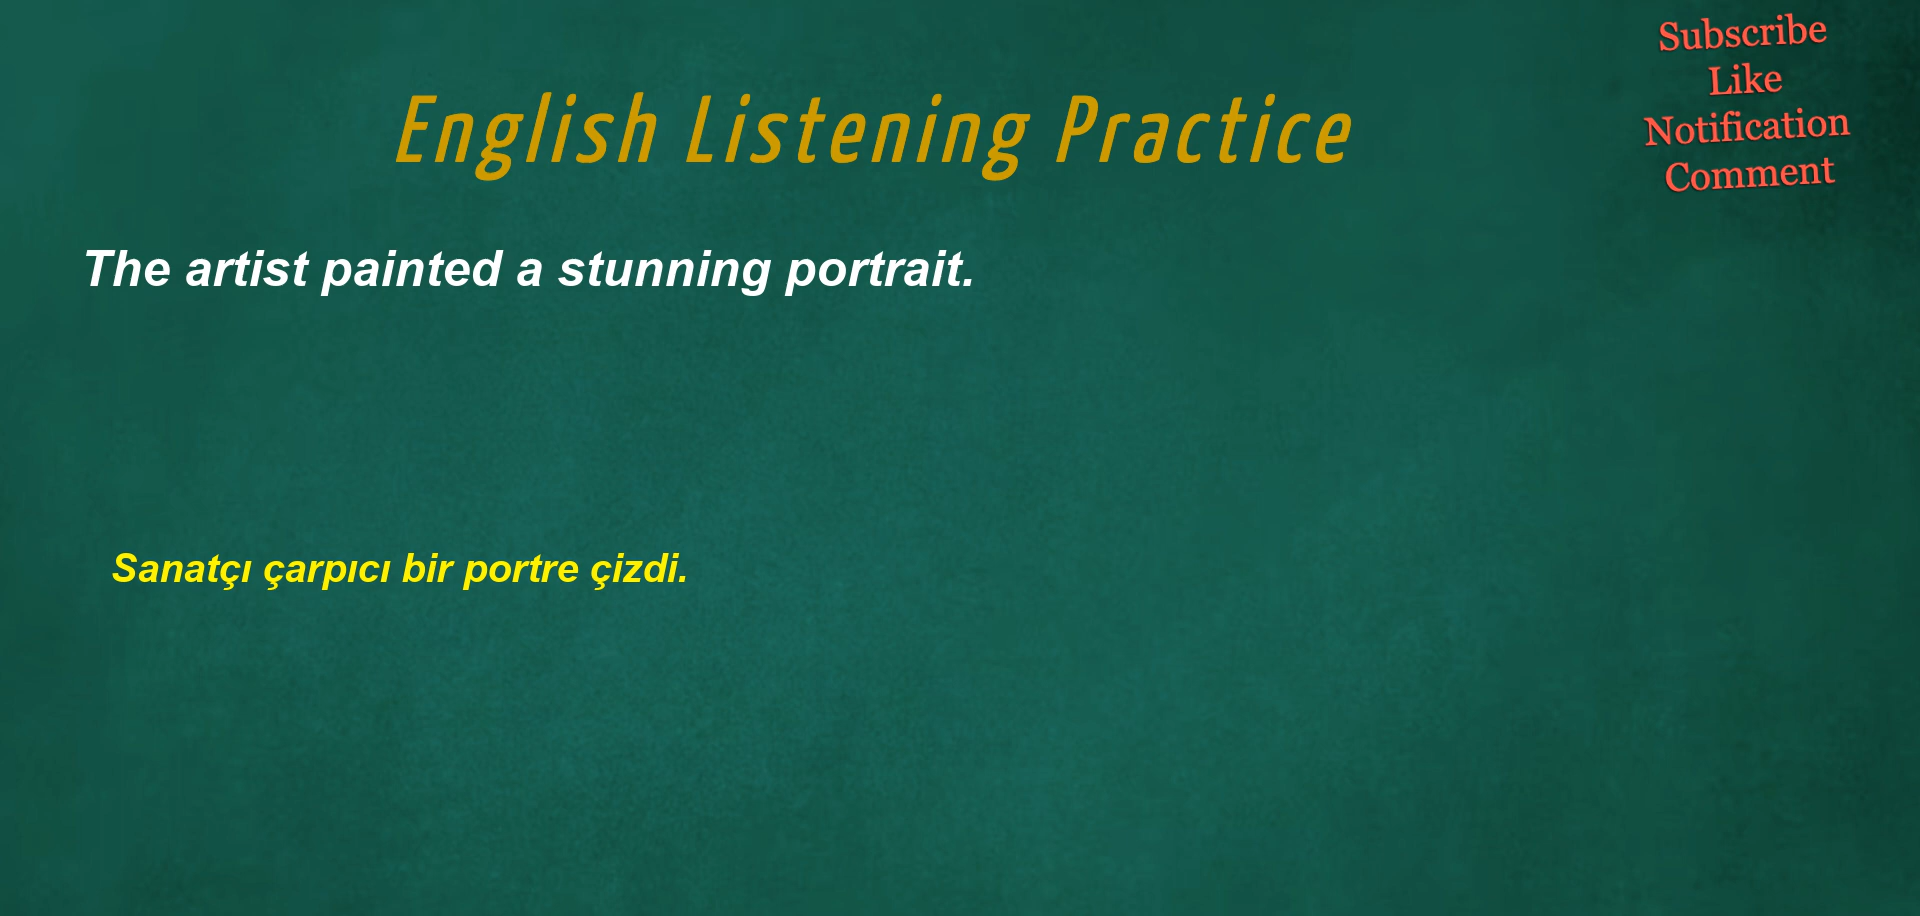 English Listening Practice
Subscribe
Like
Notification
Comment
The artist painted a stunning portrait.
Sanatçı çarpıcı bir portre çizdi.